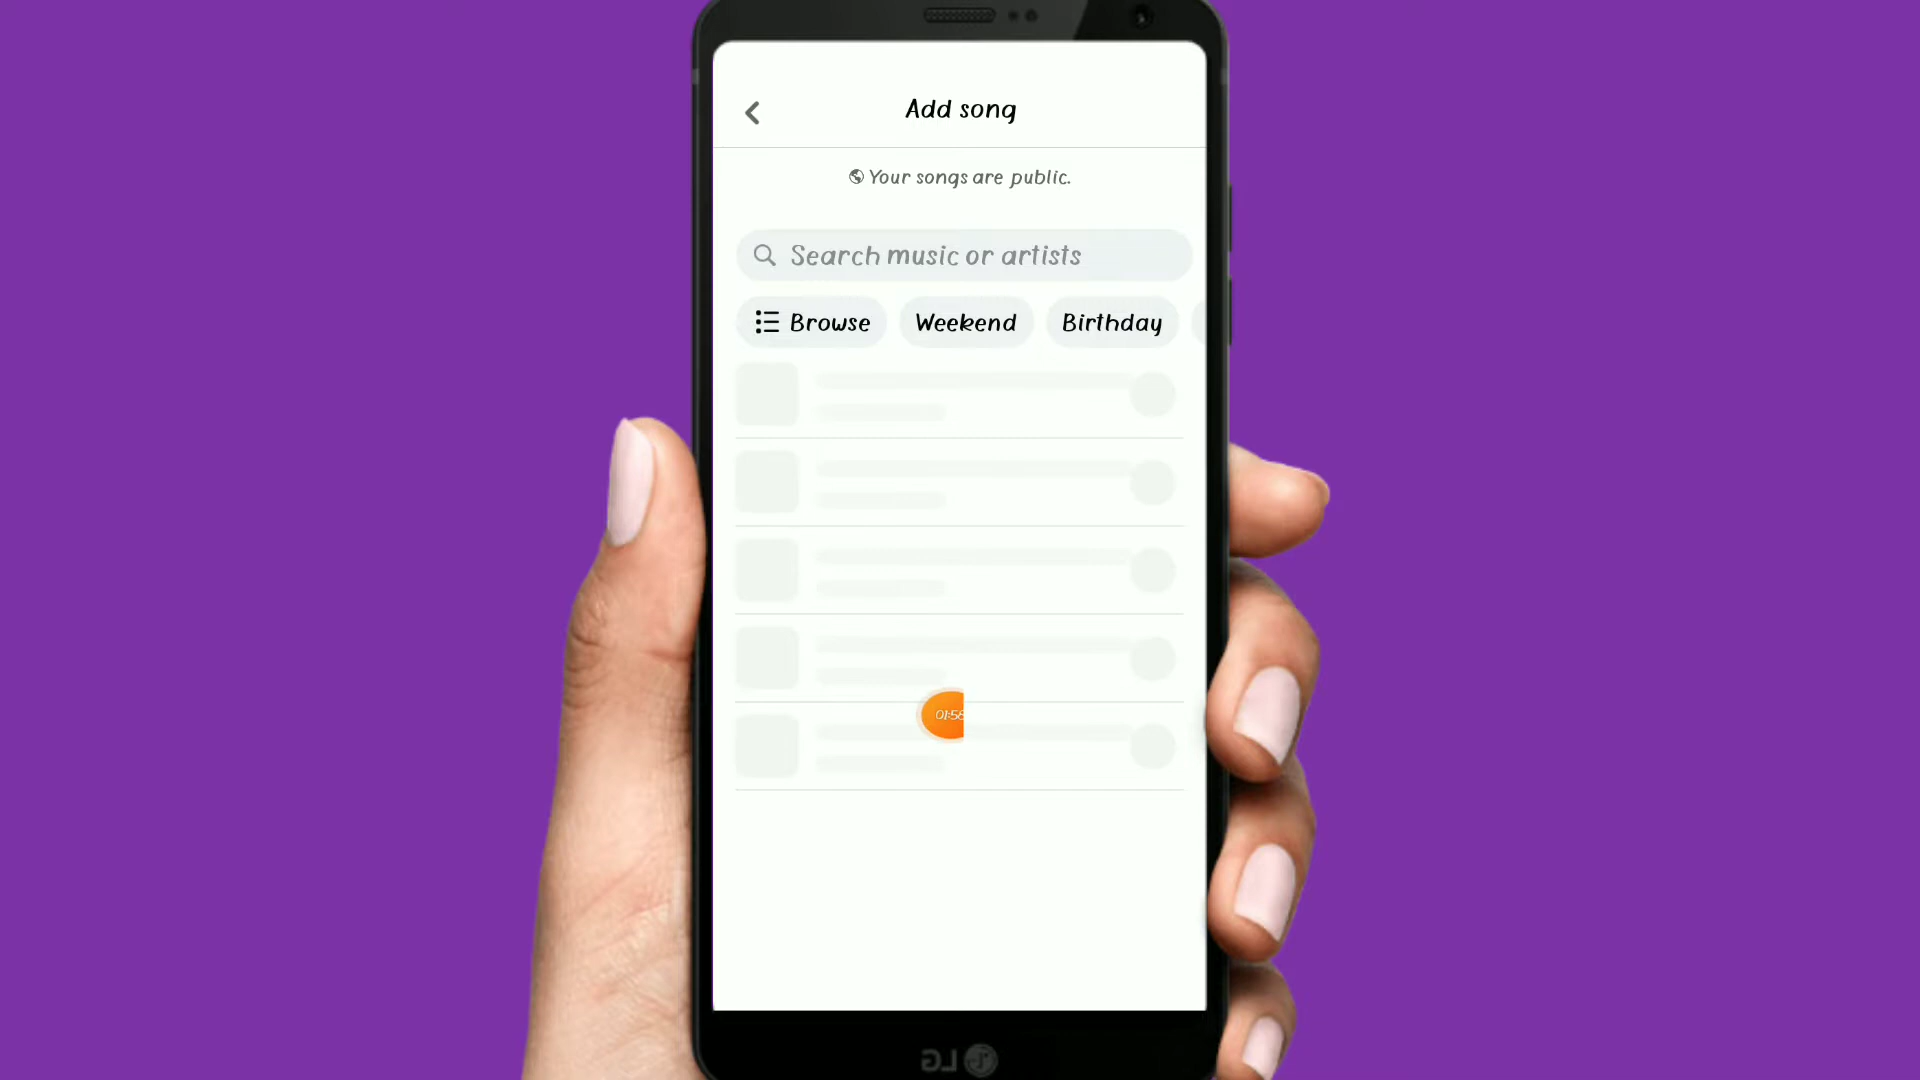 Add song
Your songs are public.
Search music or artists
Browse Weekend Birthday
01:58
LG